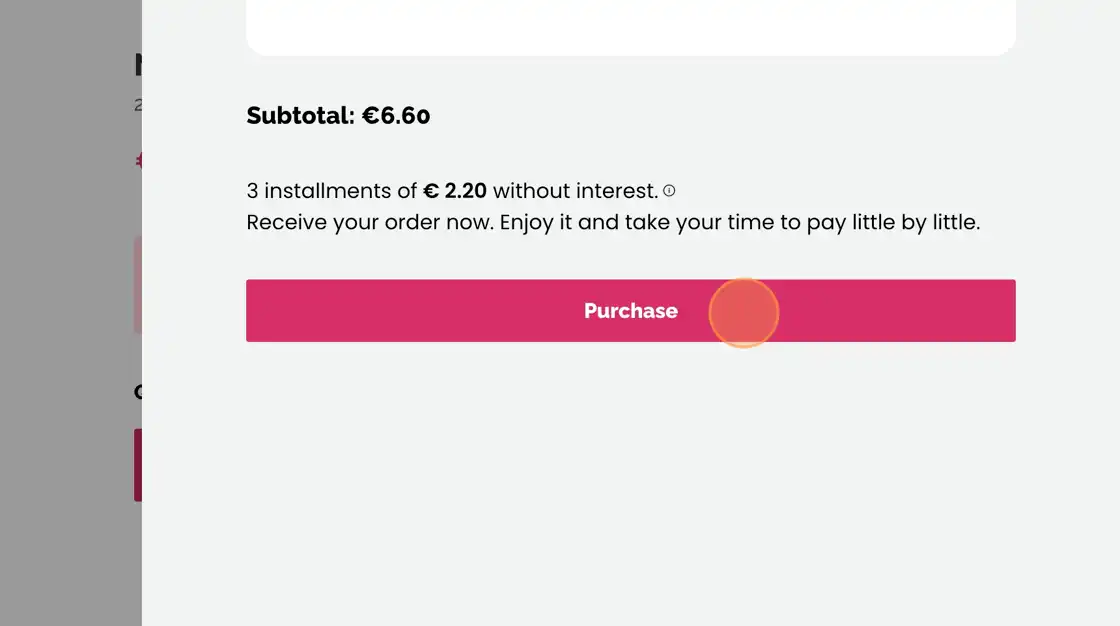 Subtotal: €6.60
3 installments of € 2.20 without interest.
Receive your order now. Enjoy it and take your time to pay little by little.
Purchase